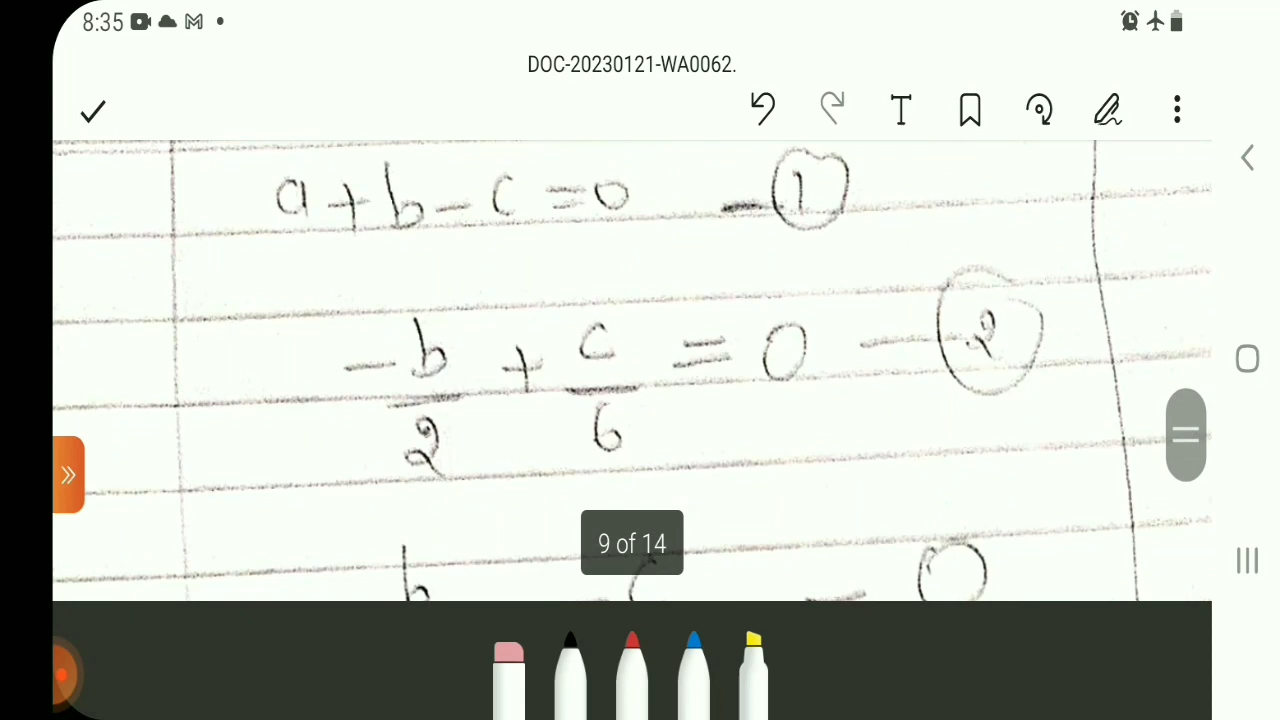 8:35
DOC-20230121-WA0062.
a + b - c = 0 - 1
- b/2 + c/6 = 0 - 2
9 of 14